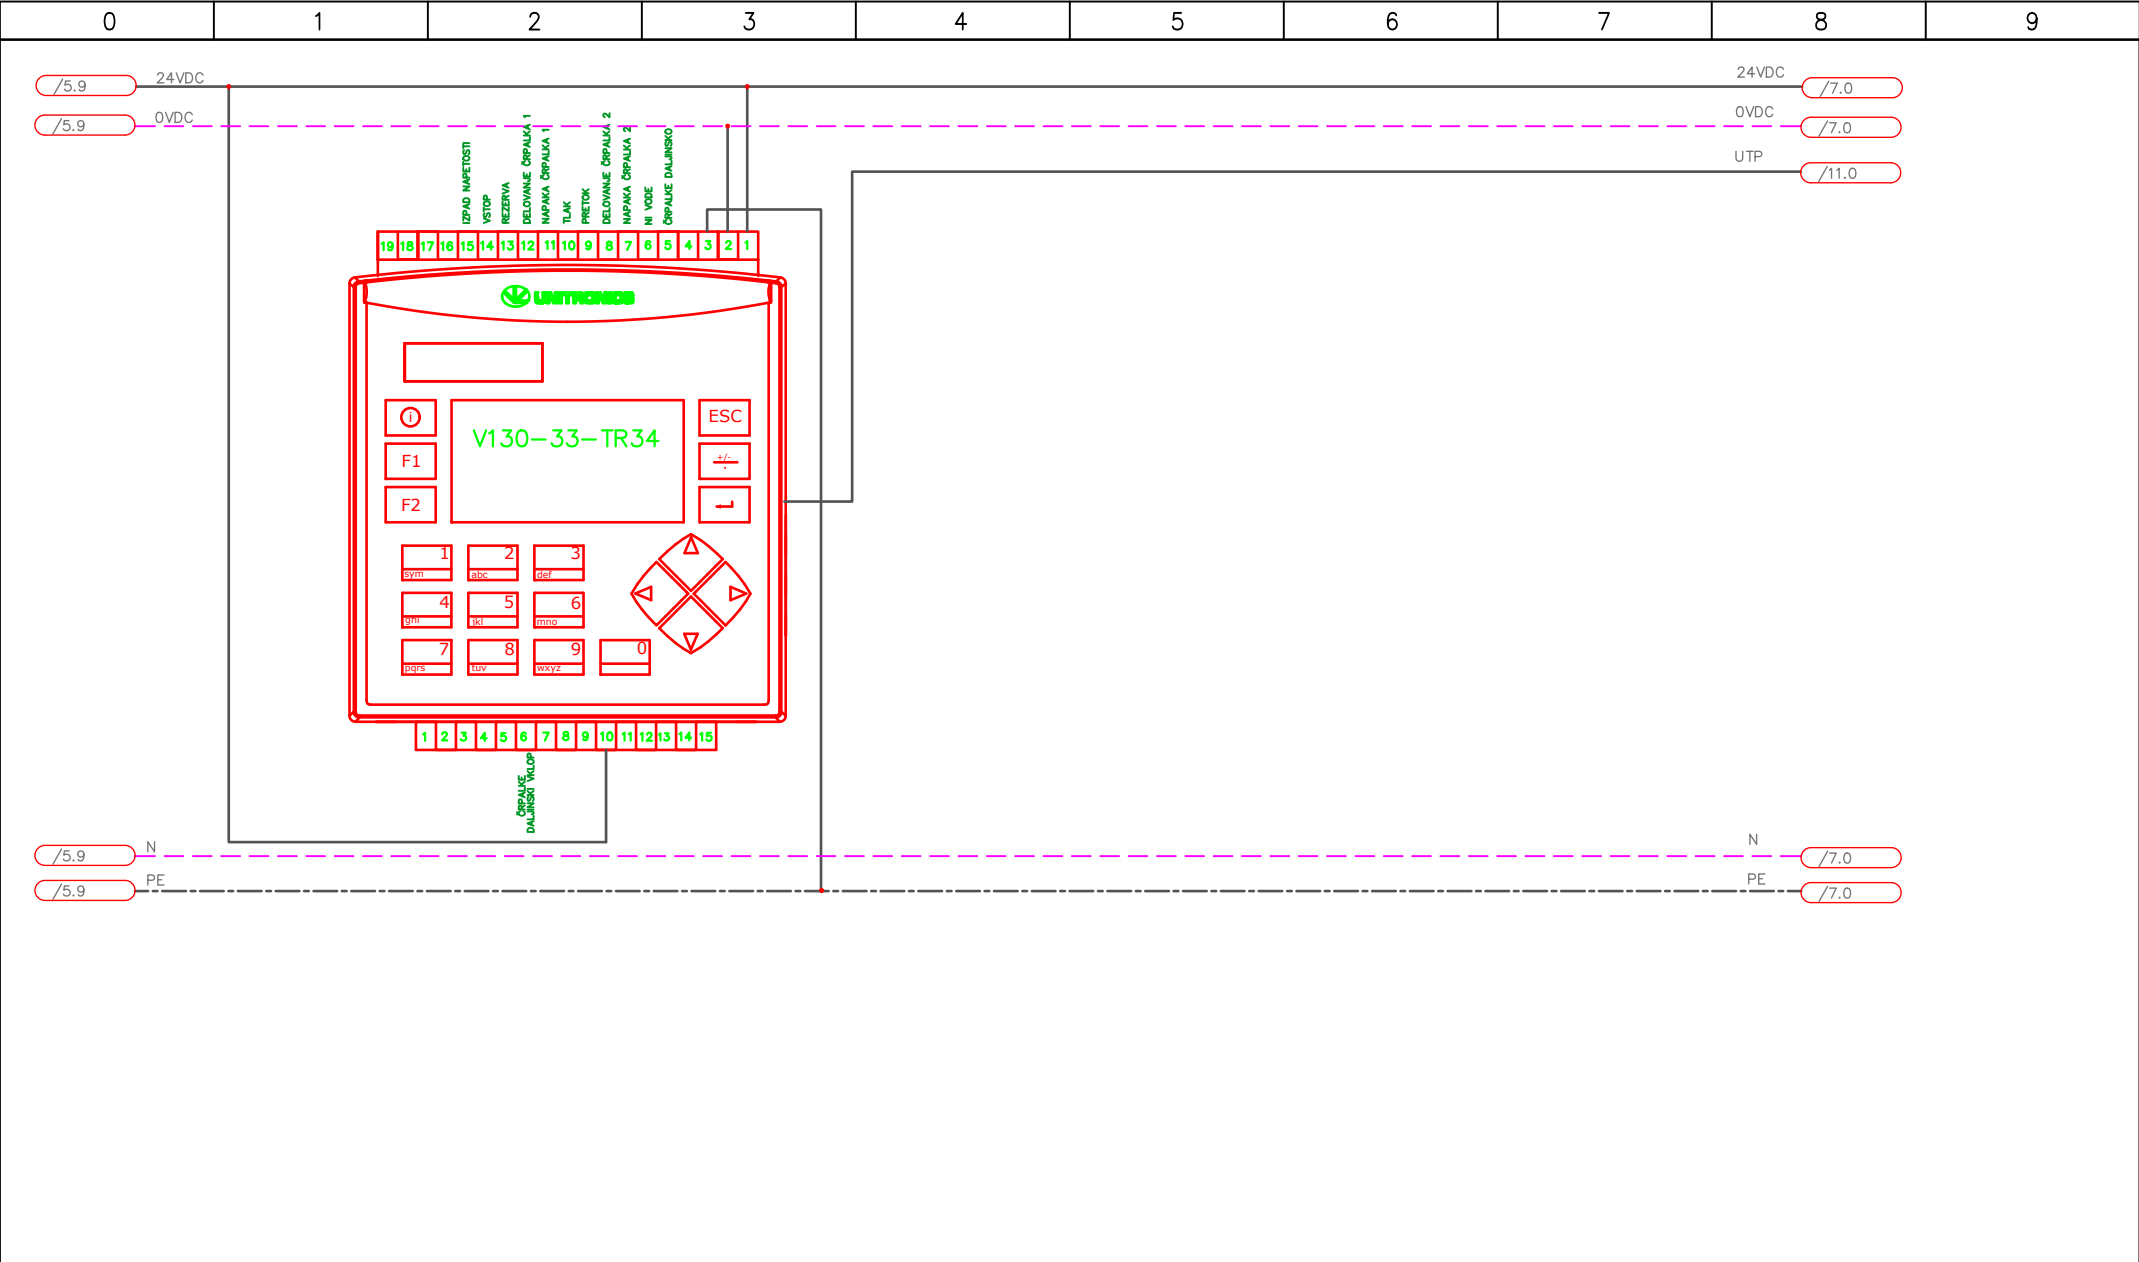 0 1 2 3 4 5 6 7 8 9
/5.9 24VDC 24VDC /7.0
/5.9 0VDC 0VDC /7.0
UTP /11.0
IZPAD NAPETOSTI
VSTOP
REZERVA
DELOVANJE ČRPALKA 1
NAPAKA ČRPALKA 1
TLAK
PRETOK
DELOVANJE ČRPALKA 2
NAPAKA ČRPALKA 2
NI VODE
ČRPALKE DALJINSKO
19 18 17 16 15 14 13 12 11 10 9 8 7 6 5 4 3 2 1
UNITRONICS
i
ESC
V130-33-TR34
F1
+/-
.
F2
1 2 3
sym abc def
4 5 6
ghi jkl mno
7 8 9 0
pqrs tuv wxyz
1 2 3 4 5 6 7 8 9 10 11 12 13 14 15
ČRPALKE
DALJINSKI VKLOP
/5.9 N N /7.0
/5.9 PE PE /7.0